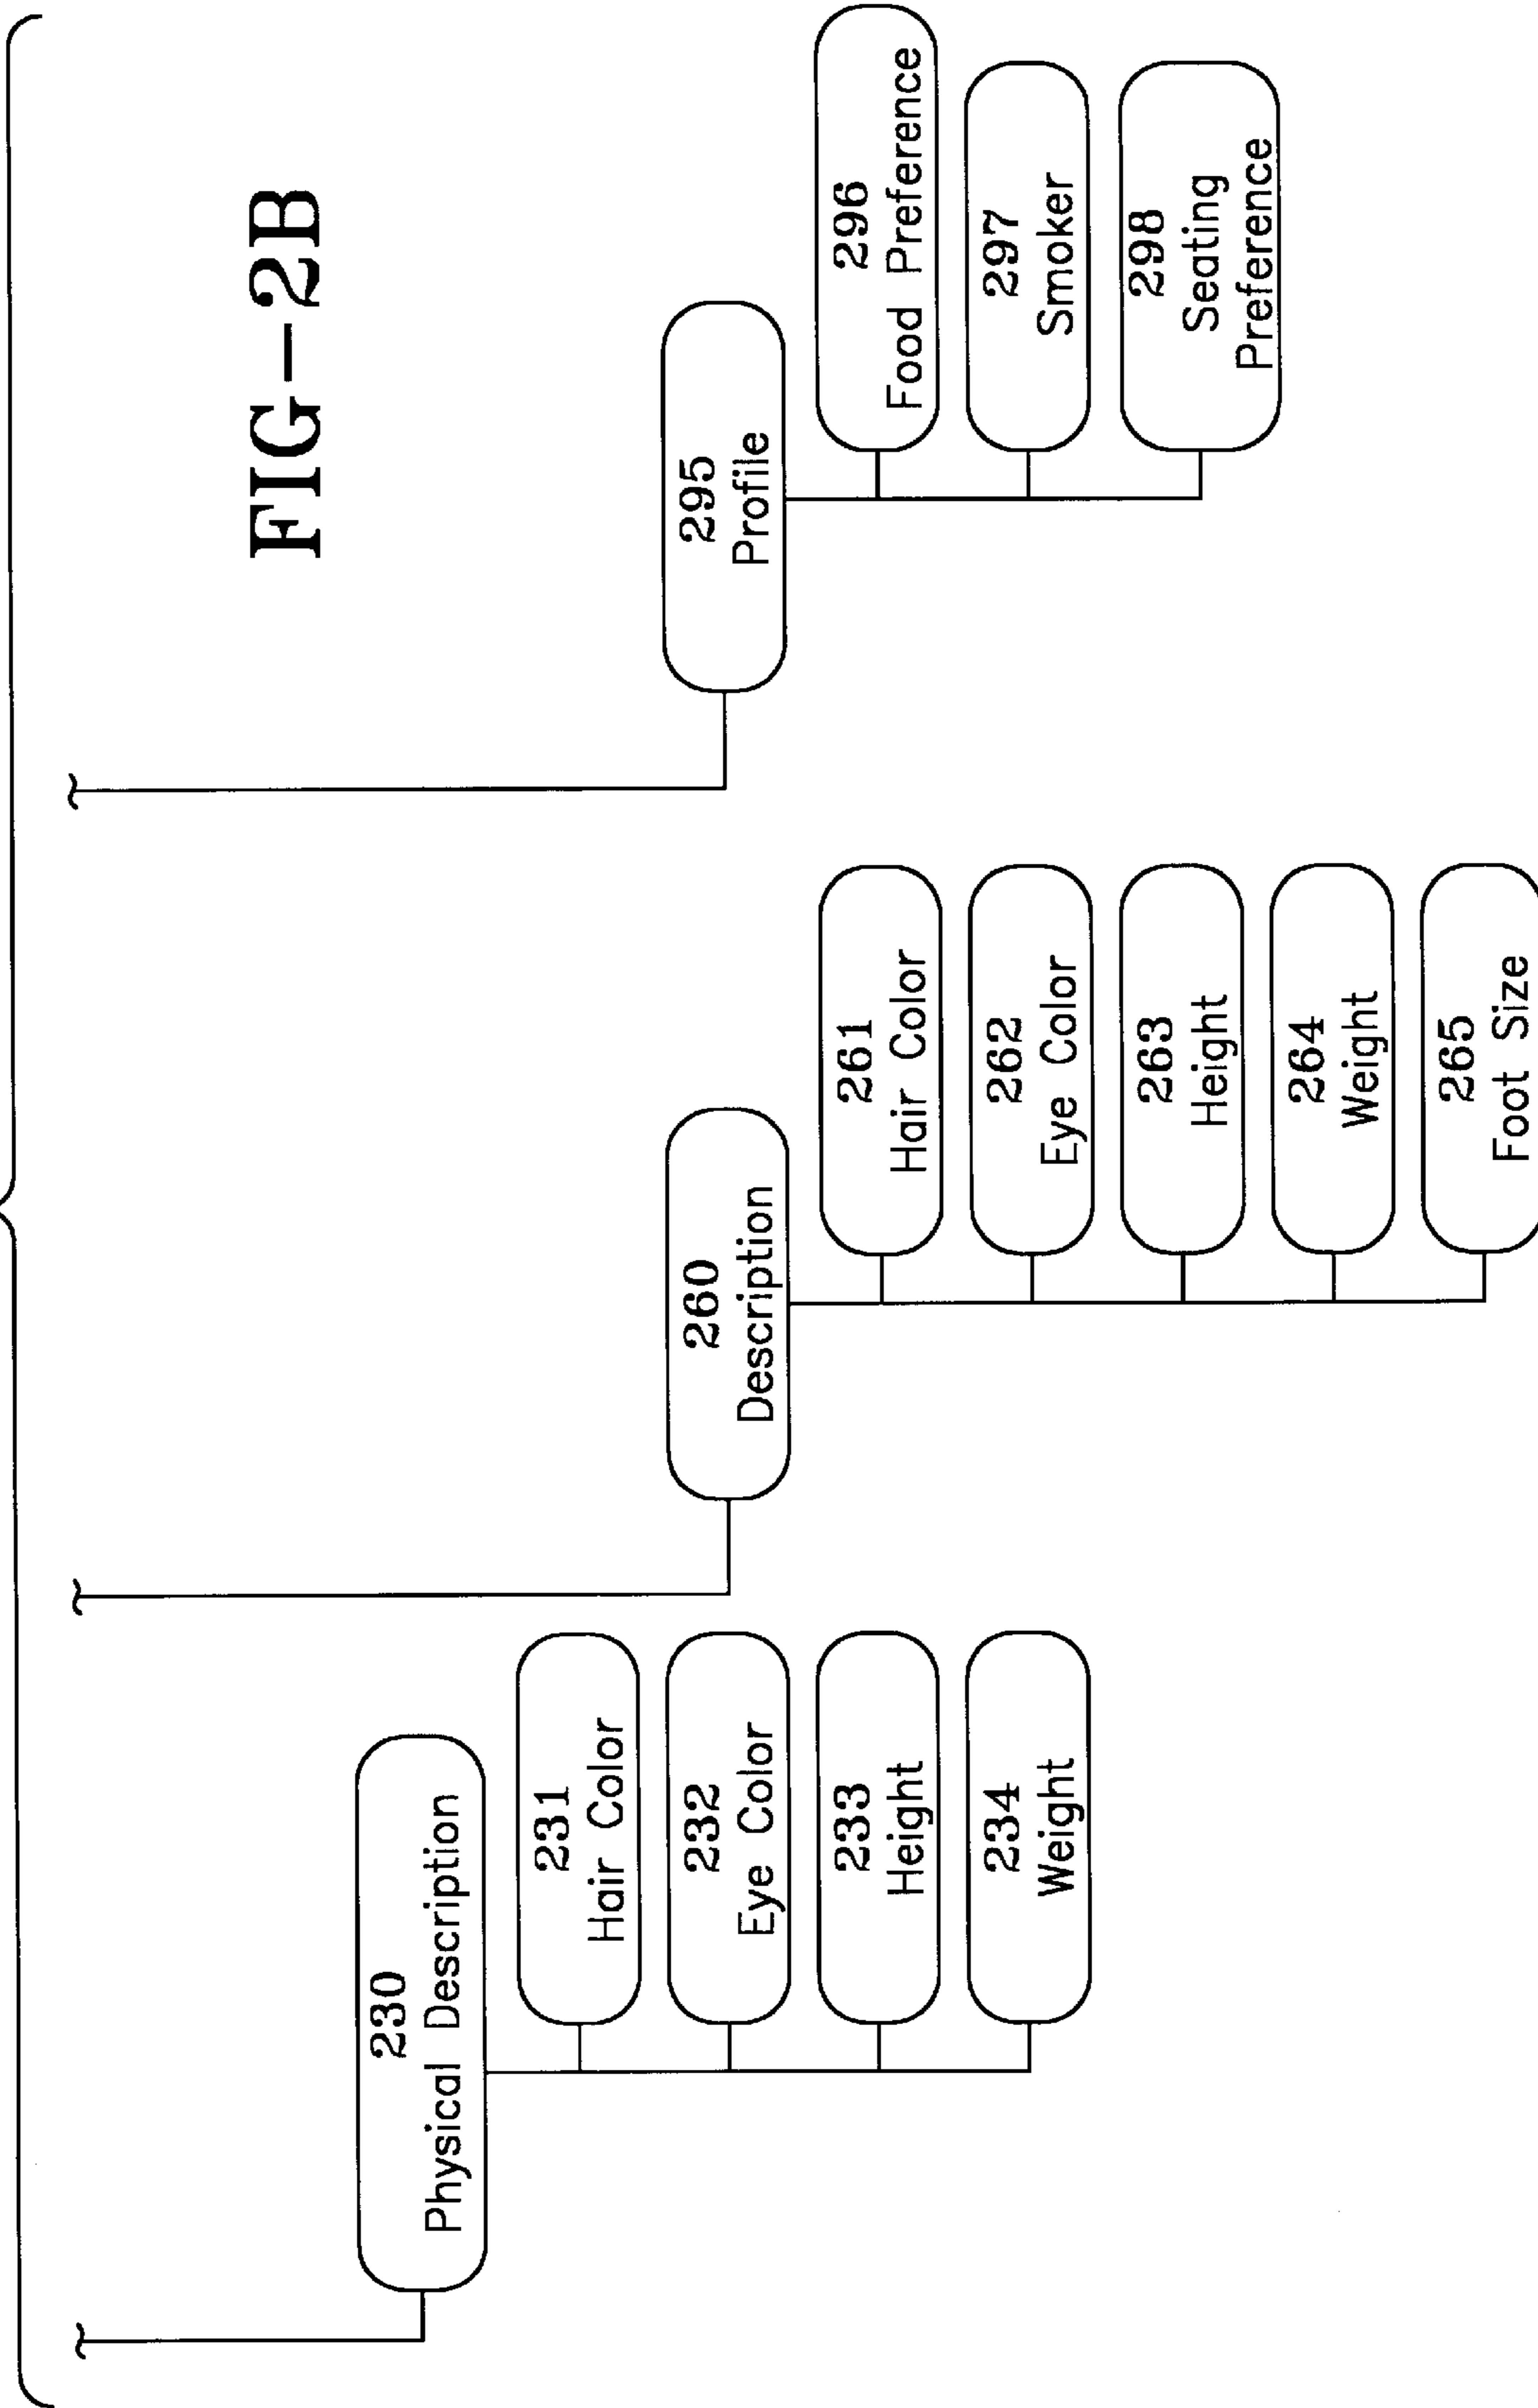 FIG-2B
230
Physical Description
231
Hair Color
232
Eye Color
233
Height
234
Weight
260
Description
261
Hair Color
262
Eye Color
263
Height
264
Weight
265
Foot Size
295
Profile
296
Food Preference
297
Smoker
298
Seating
Preference